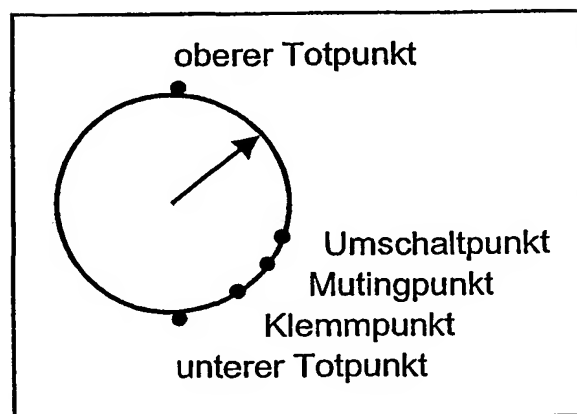 oberer Totpunkt
Umschaltpunkt
Mutingpunkt
Klemmpunkt
unterer Totpunkt